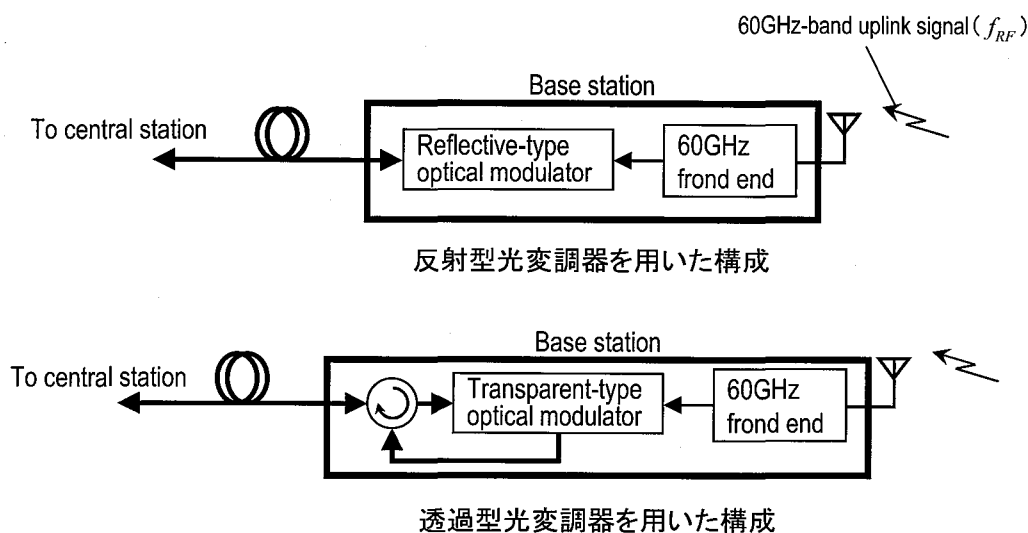 60GHz-band uplink signal ( f_RF )
Base station
To central station
Reflective-type
optical modulator
60GHz
frond end
反射型光変調器を用いた構成
Base station
To central station
Transparent-type
optical modulator
60GHz
frond end
透過型光変調器を用いた構成